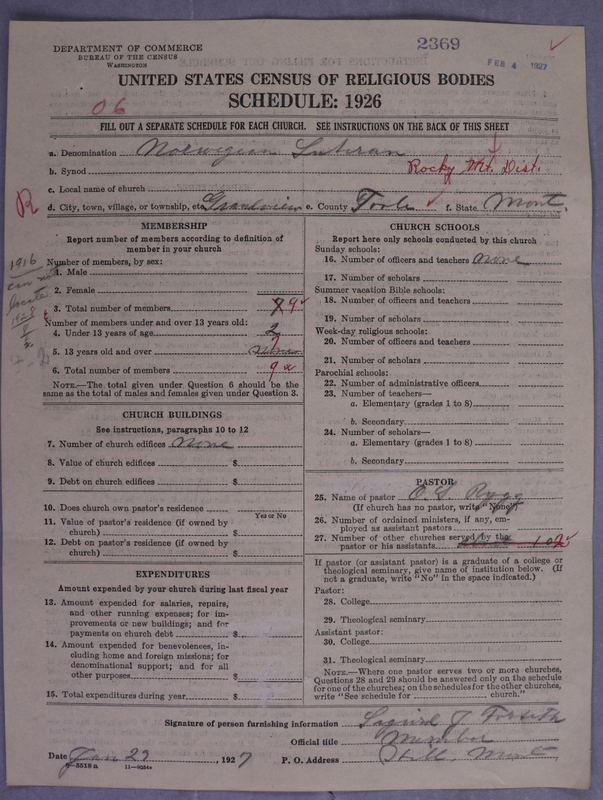 2369
FEB 4 1927
DEPARTMENT OF COMMERCE
BUREAU OF THE CENSUS
WASHINGTON
UNITED STATES CENSUS OF RELIGIOUS BODIES
SCHEDULE: 1926
06
FILL OUT A SEPARATE SCHEDULE FOR EACH CHURCH. SEE INSTRUCTIONS ON THE BACK OF THIS SHEET
a. Denomination Norwegian Lutheran
b. Synod Rocky Mt. Dist.
c. Local name of church
R
d. City, town, village, or township, etc. Grandview e. County Toole f. State Mont.
MEMBERSHIP
Report number of members according to definition of
member in your church
Number of members, by sex:
1. Male
2. Female
3. Total number of members 9
Number of members under and over 13 years old:
4. Under 13 years of age 2
5. 13 years old and over 7
6. Total number of members 9
NOTE.—The total given under Question 6 should be the
same as the total of males and females given under Question 3.
1916
CHURCH BUILDINGS
See instructions, paragraphs 10 to 12
7. Number of church edifices None
8. Value of church edifices $
9. Debt on church edifices $
10. Does church own pastor's residence?
Yes or No
11. Value of pastor's residence (if owned by
church) $
12. Debt on pastor's residence (if owned by
church) $
EXPENDITURES
Amount expended by your church during last fiscal year
13. Amount expended for salaries, repairs,
and other running expenses; for im-
provements or new buildings; and for
payments on church debt $
14. Amount expended for benevolences, in-
cluding home and foreign missions; for
denominational support; and for all
other purposes $
15. Total expenditures during year $
CHURCH SCHOOLS
Report here only schools conducted by this church
Sunday schools:
16. Number of officers and teachers none
17. Number of scholars
Summer vacation Bible schools:
18. Number of officers and teachers
19. Number of scholars
Week-day religious schools:
20. Number of officers and teachers
21. Number of scholars
Parochial schools:
22. Number of administrative officers
23. Number of teachers—
a. Elementary (grades 1 to 8)
b. Secondary
24. Number of scholars—
a. Elementary (grades 1 to 8)
b. Secondary
PASTOR
25. Name of pastor O. S. Rygg
(If church has no pastor, write "None")
26. Number of ordained ministers, if any, em-
ployed as assistant pastors
27. Number of other churches served by the
pastor or his assistants
If pastor (or assistant pastor) is a graduate of a college or
theological seminary, give name of institution below. (If
not a graduate, write "No" in the space indicated.)
Pastor:
28. College
29. Theological seminary
Assistant pastor:
30. College
31. Theological seminary
NOTE.—Where one pastor serves two or more churches,
Questions 28 and 29 should be answered only on the schedule
for one of the churches; on the schedules for the other churches,
write "See schedule for church."
Signature of person furnishing information J. Forseth
Official title Member
Date Jan 27, 1927 P. O. Address Hill, Mont